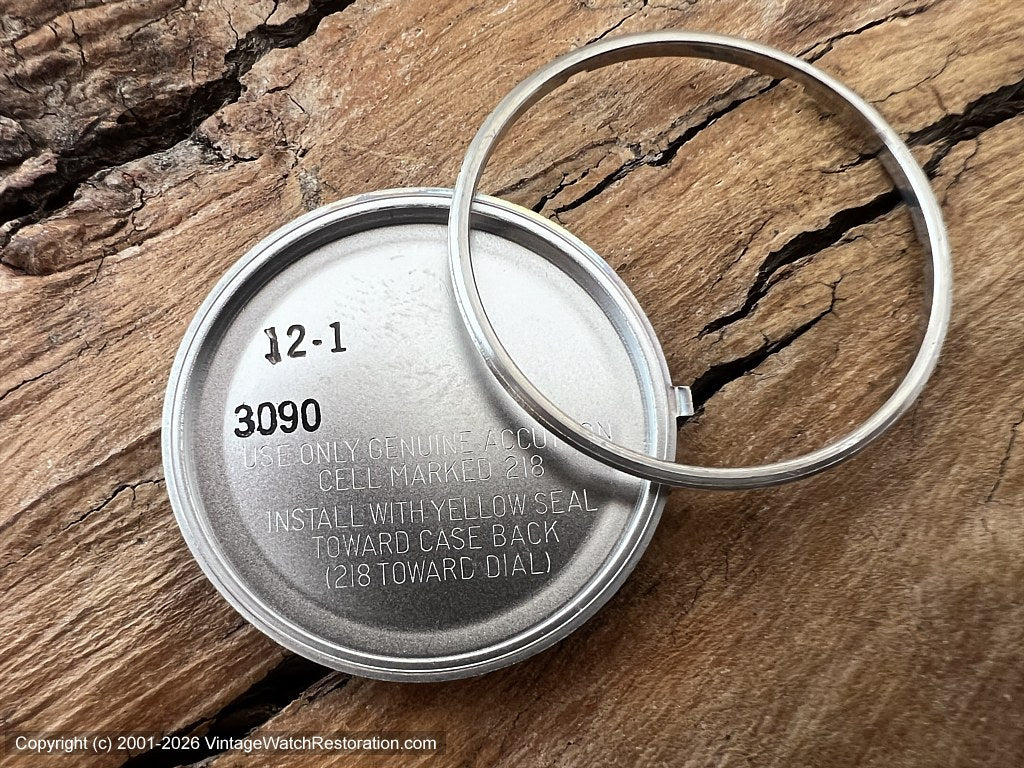 12-1
3090
USE ONLY GENUINE ACCUTRON
CELL MARKED 218
INSTALL WITH YELLOW SEAL
TOWARD CASE BACK
(218 TOWARD DIAL)
Copyright (c) 2001-2026 VintageWatchRestoration.com